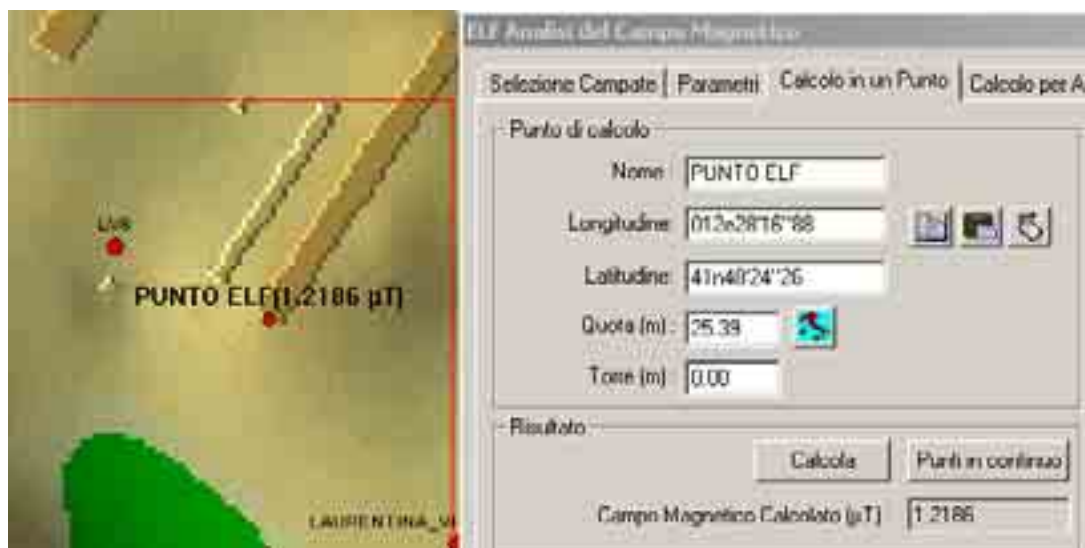 PUNTO ELF(1.2186 µT)
LAURENTINA_V
ELF Analisi del Campo Magnetico
Selezione Campate Parametri Calcolo in un Punto Calcolo per A
Punto di calcolo
Nome PUNTO ELF
Longitudine 012e28'16"88
Latitudine 41n48'24"26
Quota (m) : 25.39
Torre (m) 0.00
Risultato
Calcola Punti in continuo
Campo Magnetico Calcolato (µT) 1.2186